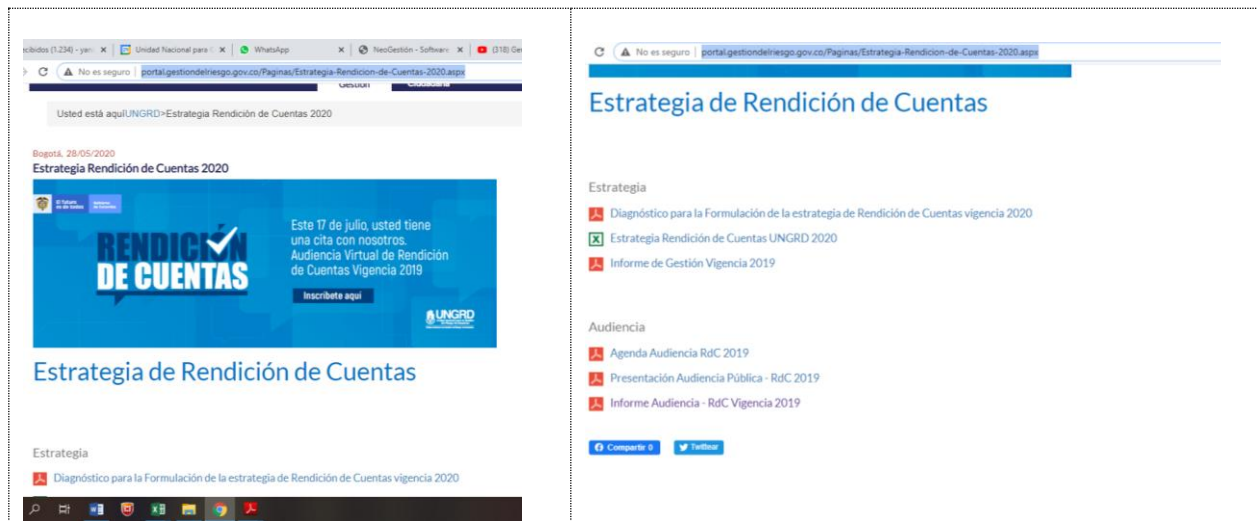 cibidos (1.234) - yan
Unidad Nacional para
WhatsApp
NeoGestión - Software
(318) Ge
No es seguro
portal.gestiondelriesgo.gov.co/Paginas/Estrategia-Rendicion-de-Cuentas-2020.aspx
Gestión
Ciudadanía
Usted está aquíUNGRD>Estrategia Rendición de Cuentas 2020
Bogotá, 28/05/2020
Estrategia Rendición de Cuentas 2020
El futuro
es de todos
Gobierno
de Colombia
RENDICIÓN
DE CUENTAS
Este 17 de julio, usted tiene
una cita con nosotros.
Audiencia Virtual de Rendición
de Cuentas Vigencia 2019
Inscríbete aquí
UNGRD
Estrategia de Rendición de Cuentas
Estrategia
Diagnóstico para la Formulación de la estrategia de Rendición de Cuentas vigencia 2020
No es seguro
portal.gestiondelriesgo.gov.co/Paginas/Estrategia-Rendicion-de-Cuentas-2020.aspx
Estrategia de Rendición de Cuentas
Estrategia
Diagnóstico para la Formulación de la estrategia de Rendición de Cuentas vigencia 2020
Estrategia Rendición de Cuentas UNGRD 2020
Informe de Gestión Vigencia 2019
Audiencia
Agenda Audiencia RdC 2019
Presentación Audiencia Pública - RdC 2019
Informe Audiencia - RdC Vigencia 2019
Compartir 0
Twittear